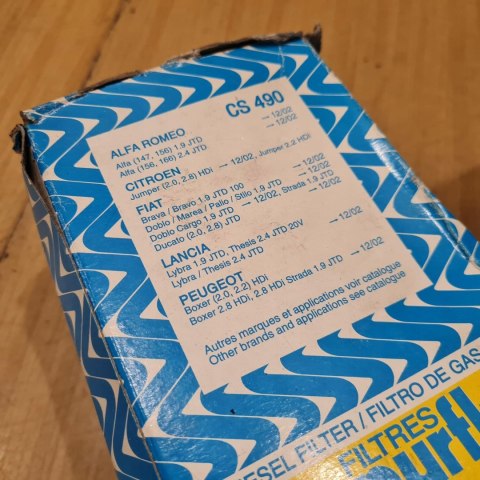 CS 490
ALFA ROMEO
Alfa (147, 156) 1.9 JTD → 12/02
Alfa (156, 166) 2.4 JTD → 12/02
CITROEN
Jumper (2.0, 2.8) HDi → 12/02, Jumper 2.2 HDi
FIAT
Brava / Bravo 1.9 JTD 100 → 12/02
Doblo / Marea / Palio / Stilo 1.9 JTD → 12/02
Doblo Cargo 1.9 JTD → 12/02, Strada 1.9 JTD
Ducato (2.0, 2.8) JTD → 12/02
LANCIA
Lybra 1.9 JTD, Thesis 2.4 JTD 20V
Lybra / Thesis 2.4 JTD → 12/02
PEUGEOT
Boxer (2.0, 2.2) HDi
Boxer 2.8 HDi, 2.8 HDi Strada 1.9 JTD → 12/02
Autres marques et applications voir catalogue
Other brands and applications see catalogue
ESEL FILTER / FILTRO DE GAS
FILTRES
purfl